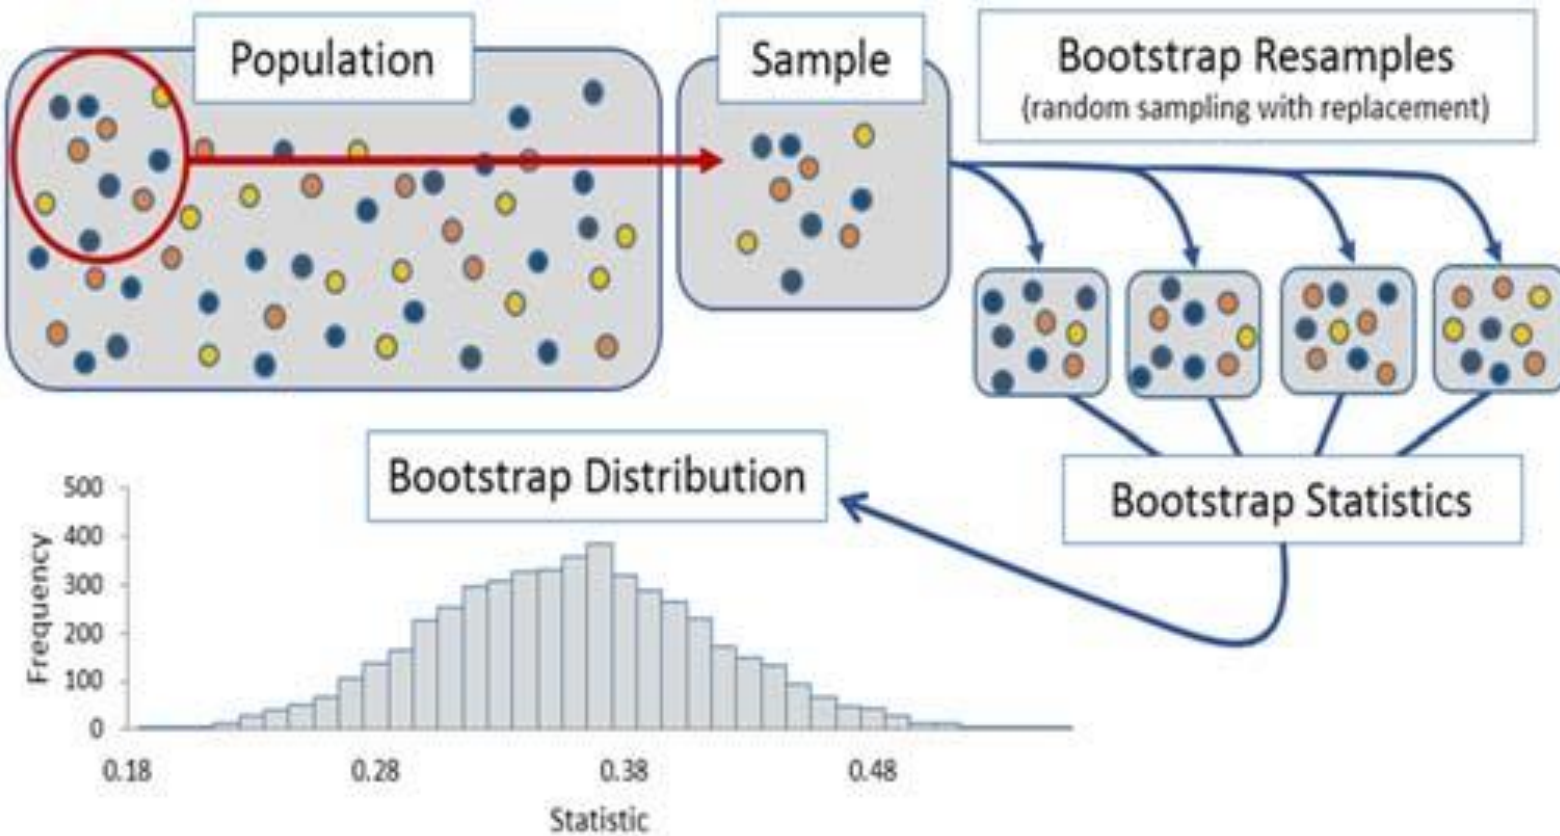 Population
Sample
Bootstrap Resamples
(random sampling with replacement)
Bootstrap Statistics
Bootstrap Distribution
500
400
300
200
100
0
Frequency
0.18 0.28 0.38 0.48
Statistic